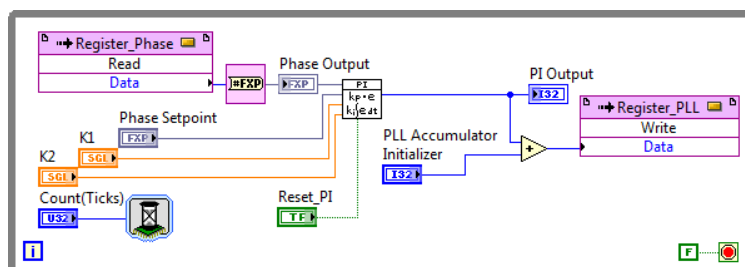 Register_Phase
Read
Data
#FXP
Phase Output
FXP
PI
kp•e
ki∫edt
PI Output
I32
Register_PLL
Write
Data
Phase Setpoint
FXP
K1
SGL
K2
SGL
PLL Accumulator
Initializer
I32
+
Count(Ticks)
U32
Reset_PI
TF
i
F